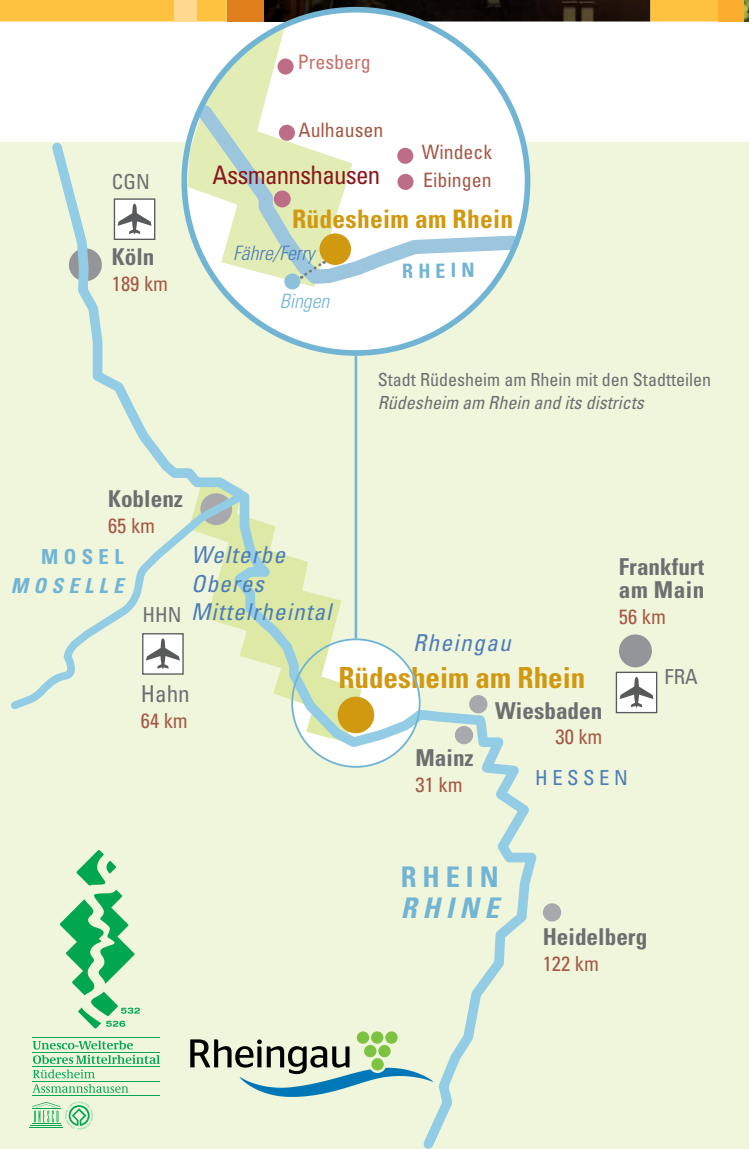 Presberg
Aulhausen
Windeck
Assmannshausen
Eibingen
Rüdesheim am Rhein
Fähre/Ferry
RHEIN
Bingen
CGN
Köln
189 km
Stadt Rüdesheim am Rhein mit den Stadtteilen
Rüdesheim am Rhein and its districts
Koblenz
65 km
MOSEL
MOSELLE
Welterbe
Oberes
Mittelrheintal
HHN
Hahn
64 km
Frankfurt
am Main
56 km
FRA
Rheingau
Rüdesheim am Rhein
Wiesbaden
30 km
Mainz
31 km
HESSEN
RHEIN
RHINE
Heidelberg
122 km
532
526
Unesco-Welterbe
Oberes Mittelrheintal
Rüdesheim
Assmannshausen
UNESCO
Rheingau